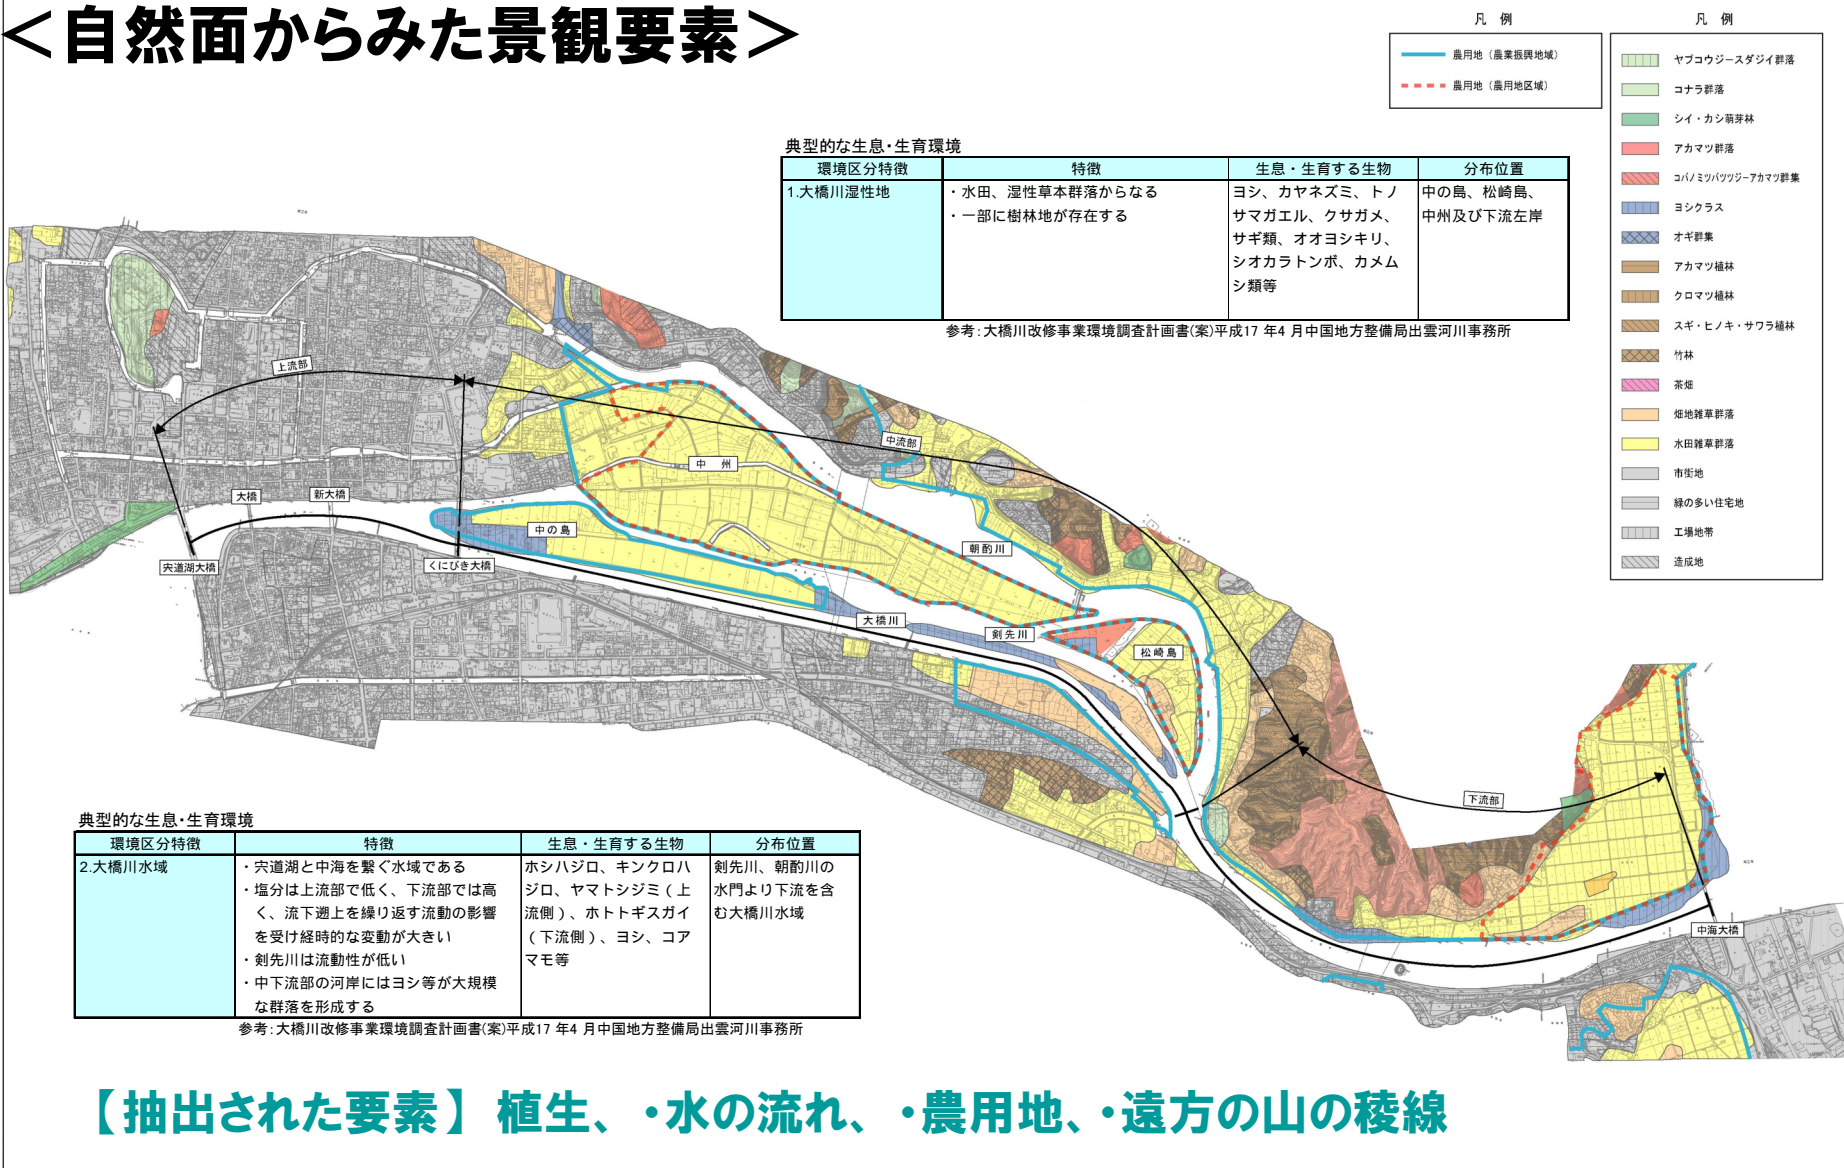 ＜自然面からみた景観要素＞
凡 例
農用地（農業振興地域）
農用地（農用地区域）
凡 例
ヤブコウジースダジイ群落
コナラ群落
シイ・カシ萌芽林
アカマツ群落
コバノミツバツツジーアカマツ群集
ヨシクラス
オギ群集
アカマツ植林
クロマツ植林
スギ・ヒノキ・サワラ植林
竹林
茶畑
畑地雑草群落
水田雑草群落
市街地
緑の多い住宅地
工場地帯
造成地
典型的な生息・生育環境
環境区分特徴 特徴 生息・生育する生物 分布位置
1.大橋川湿性地
・水田、湿性草本群落からなる
・一部に樹林地が存在する
ヨシ、カヤネズミ、トノ
サマガエル、クサガメ、
サギ類、オオヨシキリ、
シオカラトンボ、カメム
シ類等
中の島、松崎島、
中州及び下流左岸
参考：大橋川改修事業環境調査計画書(案)平成17 年4 月中国地方整備局出雲河川事務所
上流部
中流部
中 州
大橋
新大橋
中の島
朝酌川
宍道湖大橋
くにびき大橋
大橋川
剣先川
松崎島
下流部
中海大橋
典型的な生息・生育環境
環境区分特徴 特徴 生息・生育する生物 分布位置
2.大橋川水域
・宍道湖と中海を繋ぐ水域である
・塩分は上流部で低く、下流部では高
く、流下遡上を繰り返す流動の影響
を受け経時的な変動が大きい
・剣先川は流動性が低い
・中下流部の河岸にはヨシ等が大規模
な群落を形成する
ホシハジロ、キンクロハ
ジロ、ヤマトシジミ（上
流側）、ホトトギスガイ
（下流側）、ヨシ、コア
マモ等
剣先川、朝酌川の
水門より下流を含
む大橋川水域
参考：大橋川改修事業環境調査計画書(案)平成17 年4 月中国地方整備局出雲河川事務所
【抽出された要素】 植生、・水の流れ、・農用地、・遠方の山の稜線